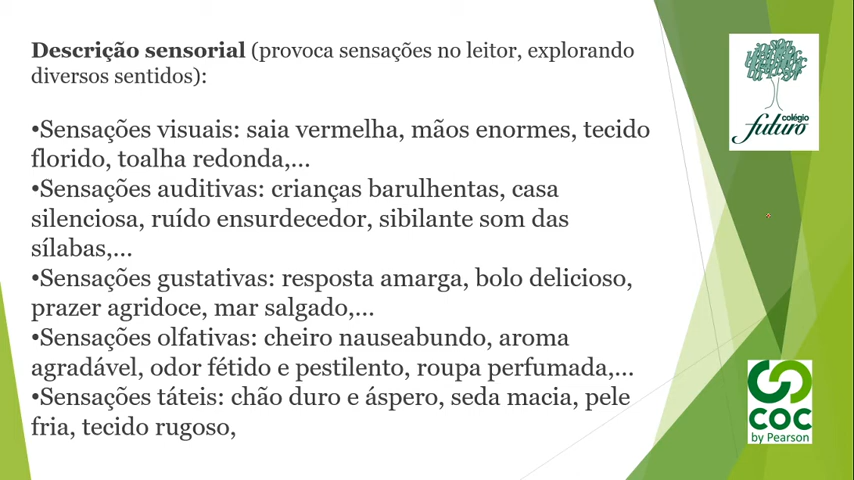 Descrição sensorial (provoca sensações no leitor, explorando
diversos sentidos):
•Sensações visuais: saia vermelha, mãos enormes, tecido
florido, toalha redonda,...
•Sensações auditivas: crianças barulhentas, casa
silenciosa, ruído ensurdecedor, sibilante som das
sílabas,...
•Sensações gustativas: resposta amarga, bolo delicioso,
prazer agridoce, mar salgado,...
•Sensações olfativas: cheiro nauseabundo, aroma
agradável, odor fétido e pestilento, roupa perfumada,...
•Sensações táteis: chão duro e áspero, seda macia, pele
fria, tecido rugoso,
colégio
futuro
COC
by Pearson